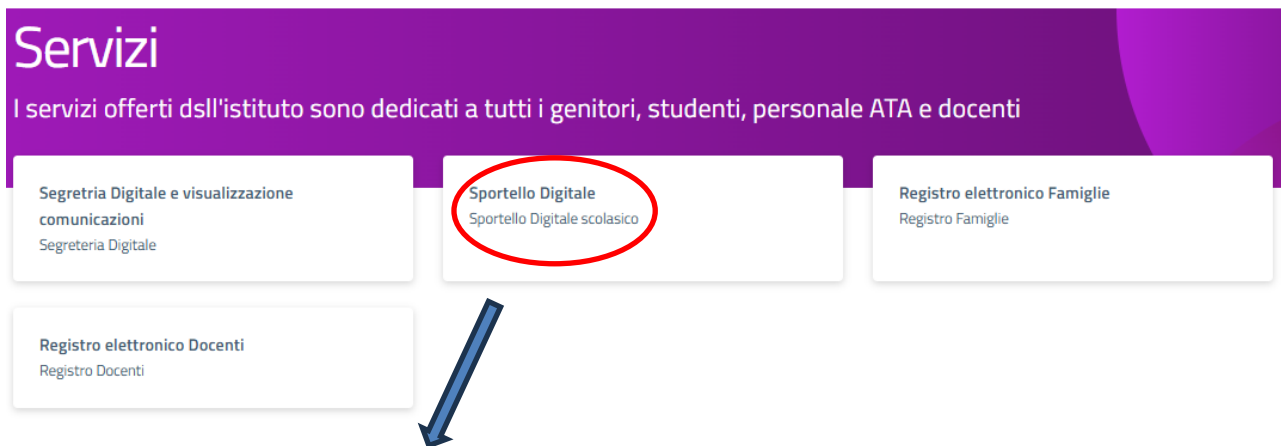 Servizi
I servizi offerti dsll'istituto sono dedicati a tutti i genitori, studenti, personale ATA e docenti
Segretria Digitale e visualizzazione
comunicazioni
Segreteria Digitale
Sportello Digitale
Sportello Digitale scolasico
Registro elettronico Famiglie
Registro Famiglie
Registro elettronico Docenti
Registro Docenti